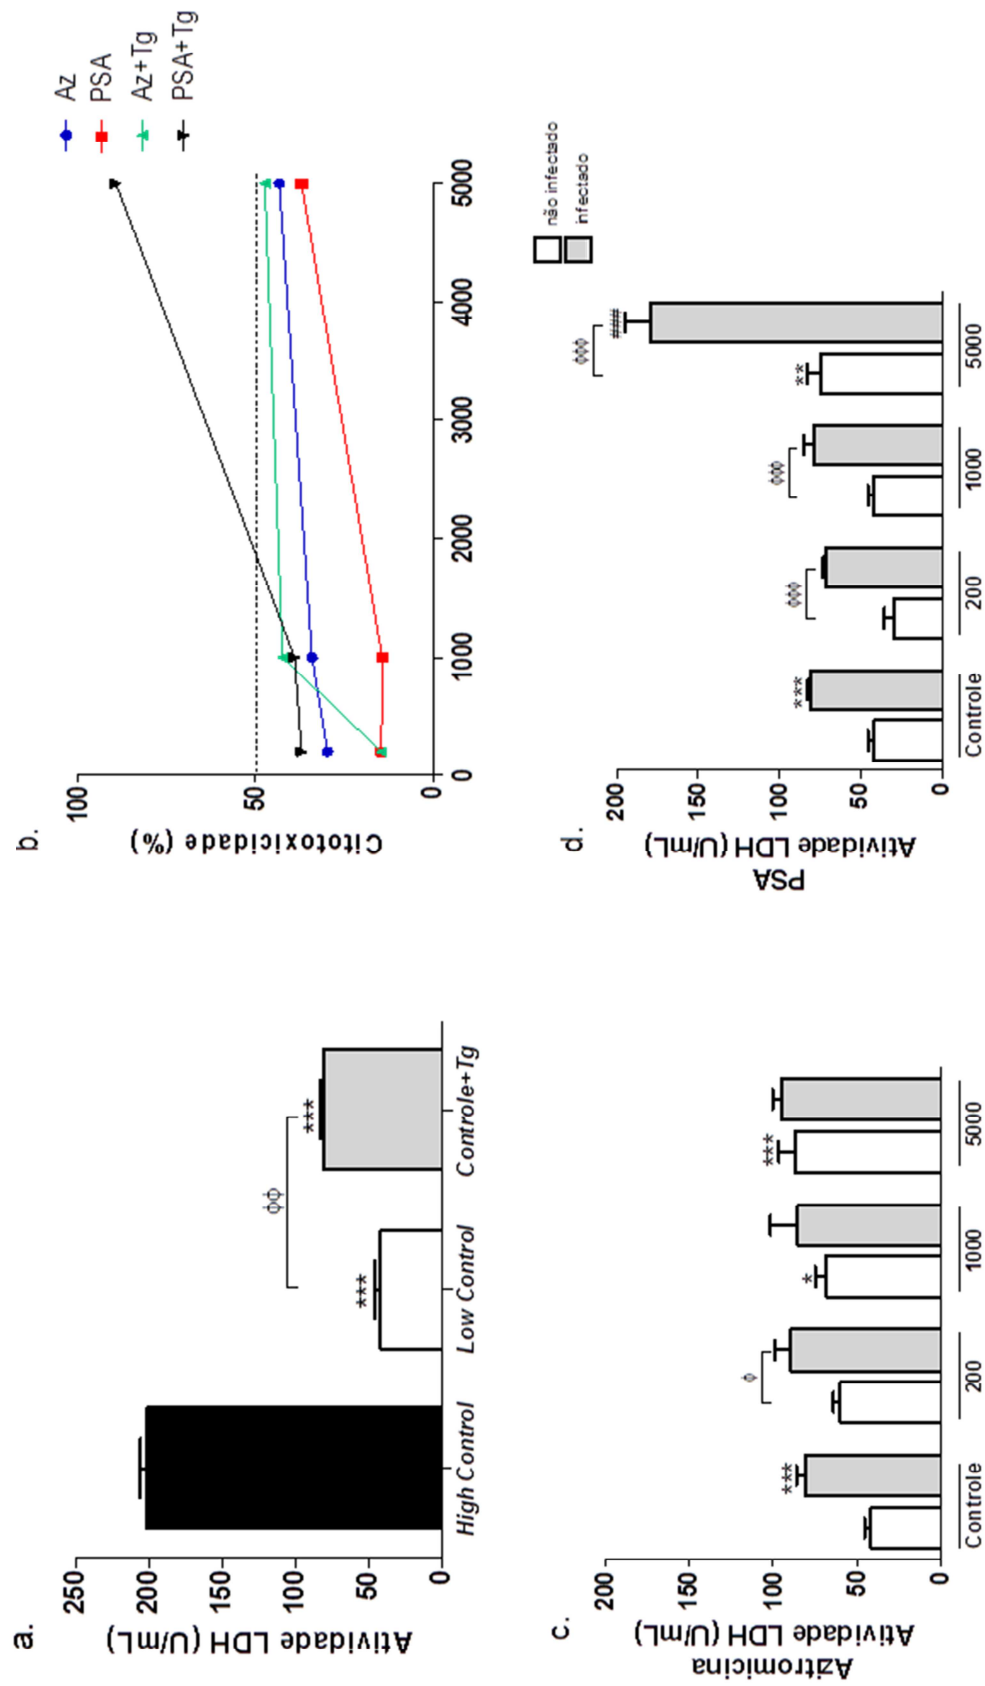 a.
Atividade LDH (U/mL)
250
200
150
100
50
0
***
ϕϕ
***
High Control
Low Control
Controle+Tg
b.
Citotoxicidade (%)
100
50
0
0
1000
2000
3000
4000
5000
Az
PSA
Az+Tg
PSA+Tg
c.
Azitromicina
Atividade LDH (U/mL)
200
150
100
50
0
***
ϕ
*
***
Controle
200
1000
5000
d.
PSA
Atividade LDH (U/mL)
200
150
100
50
0
***
ϕϕϕ
ϕϕϕ
**
ϕϕϕ
Controle
200
1000
5000
não infectado
infectado